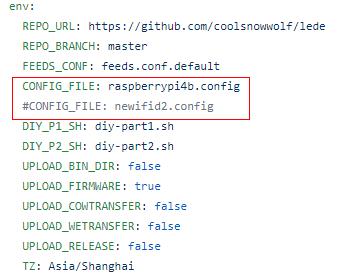 env:
REPO_URL: https://github.com/coolsnowwolf/lede
REPO_BRANCH: master
FEEDS_CONF: feeds.conf.default
CONFIG_FILE: raspberrypi4b.config
#CONFIG_FILE: newifid2.config
DIY_P1_SH: diy-part1.sh
DIY_P2_SH: diy-part2.sh
UPLOAD_BIN_DIR: false
UPLOAD_FIRMWARE: true
UPLOAD_COWTRANSFER: false
UPLOAD_WETRANSFER: false
UPLOAD_RELEASE: false
TZ: Asia/Shanghai